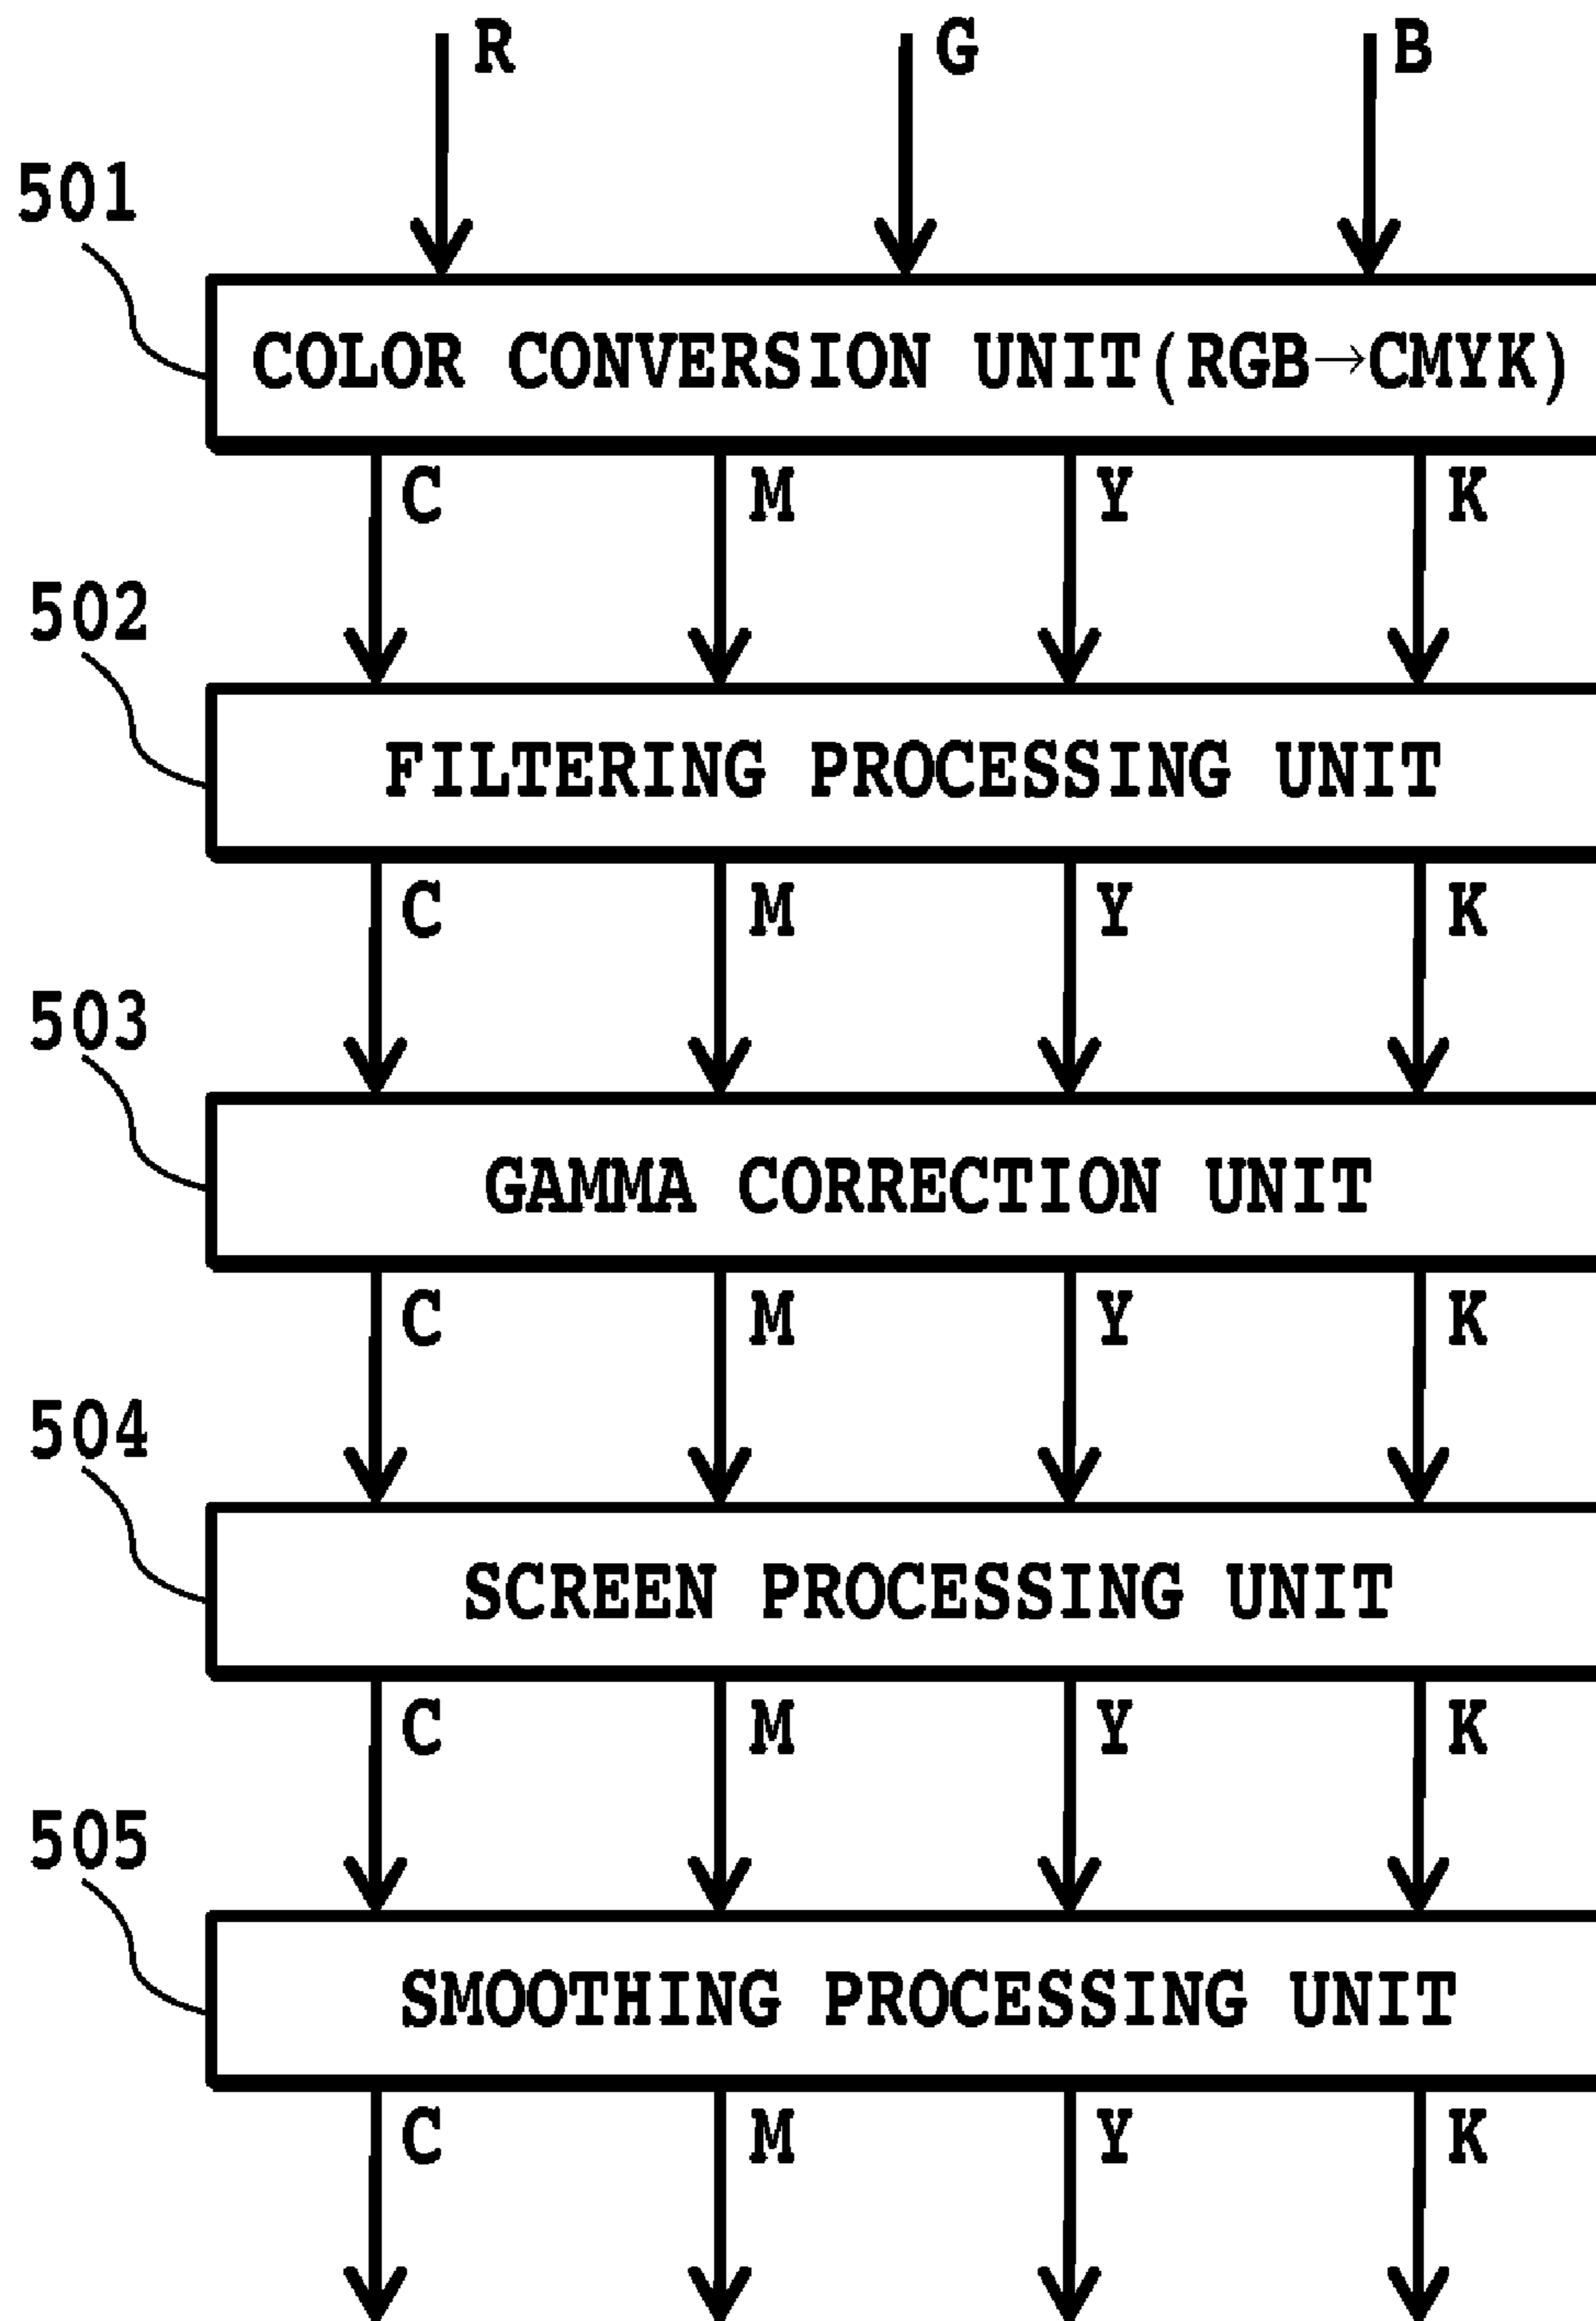 R G B
501
COLOR CONVERSION UNIT(RGB→CMYK)
C M Y K
502
FILTERING PROCESSING UNIT
C M Y K
503
GAMMA CORRECTION UNIT
C M Y K
504
SCREEN PROCESSING UNIT
C M Y K
505
SMOOTHING PROCESSING UNIT
C M Y K